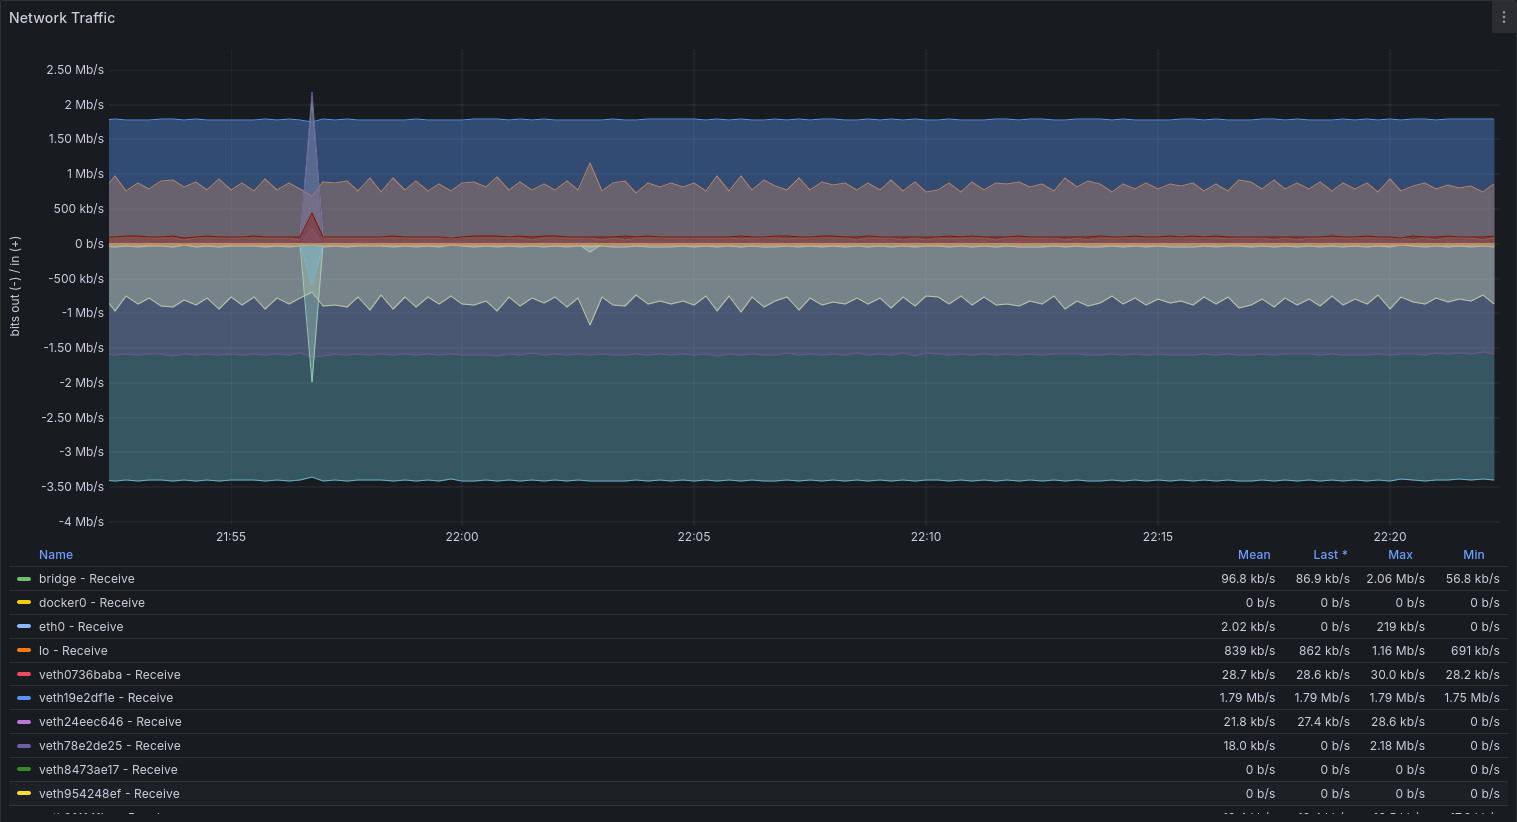 Network Traffic
bits out (-) / in (+)
2.50 Mb/s
2 Mb/s
1.50 Mb/s
1 Mb/s
500 kb/s
0 b/s
-500 kb/s
-1 Mb/s
-1.50 Mb/s
-2 Mb/s
-2.50 Mb/s
-3 Mb/s
-3.50 Mb/s
-4 Mb/s
21:55 22:00 22:05 22:10 22:15 22:20
Name Mean Last * Max Min
bridge - Receive 96.8 kb/s 86.9 kb/s 2.06 Mb/s 56.8 kb/s
docker0 - Receive 0 b/s 0 b/s 0 b/s 0 b/s
eth0 - Receive 2.02 kb/s 0 b/s 219 kb/s 0 b/s
lo - Receive 839 kb/s 862 kb/s 1.16 Mb/s 691 kb/s
veth0736baba - Receive 28.7 kb/s 28.6 kb/s 30.0 kb/s 28.2 kb/s
veth19e2df1e - Receive 1.79 Mb/s 1.79 Mb/s 1.79 Mb/s 1.75 Mb/s
veth24eec646 - Receive 21.8 kb/s 27.4 kb/s 28.6 kb/s 0 b/s
veth78e2de25 - Receive 18.0 kb/s 0 b/s 2.18 Mb/s 0 b/s
veth8473ae17 - Receive 0 b/s 0 b/s 0 b/s 0 b/s
veth954248ef - Receive 0 b/s 0 b/s 0 b/s 0 b/s